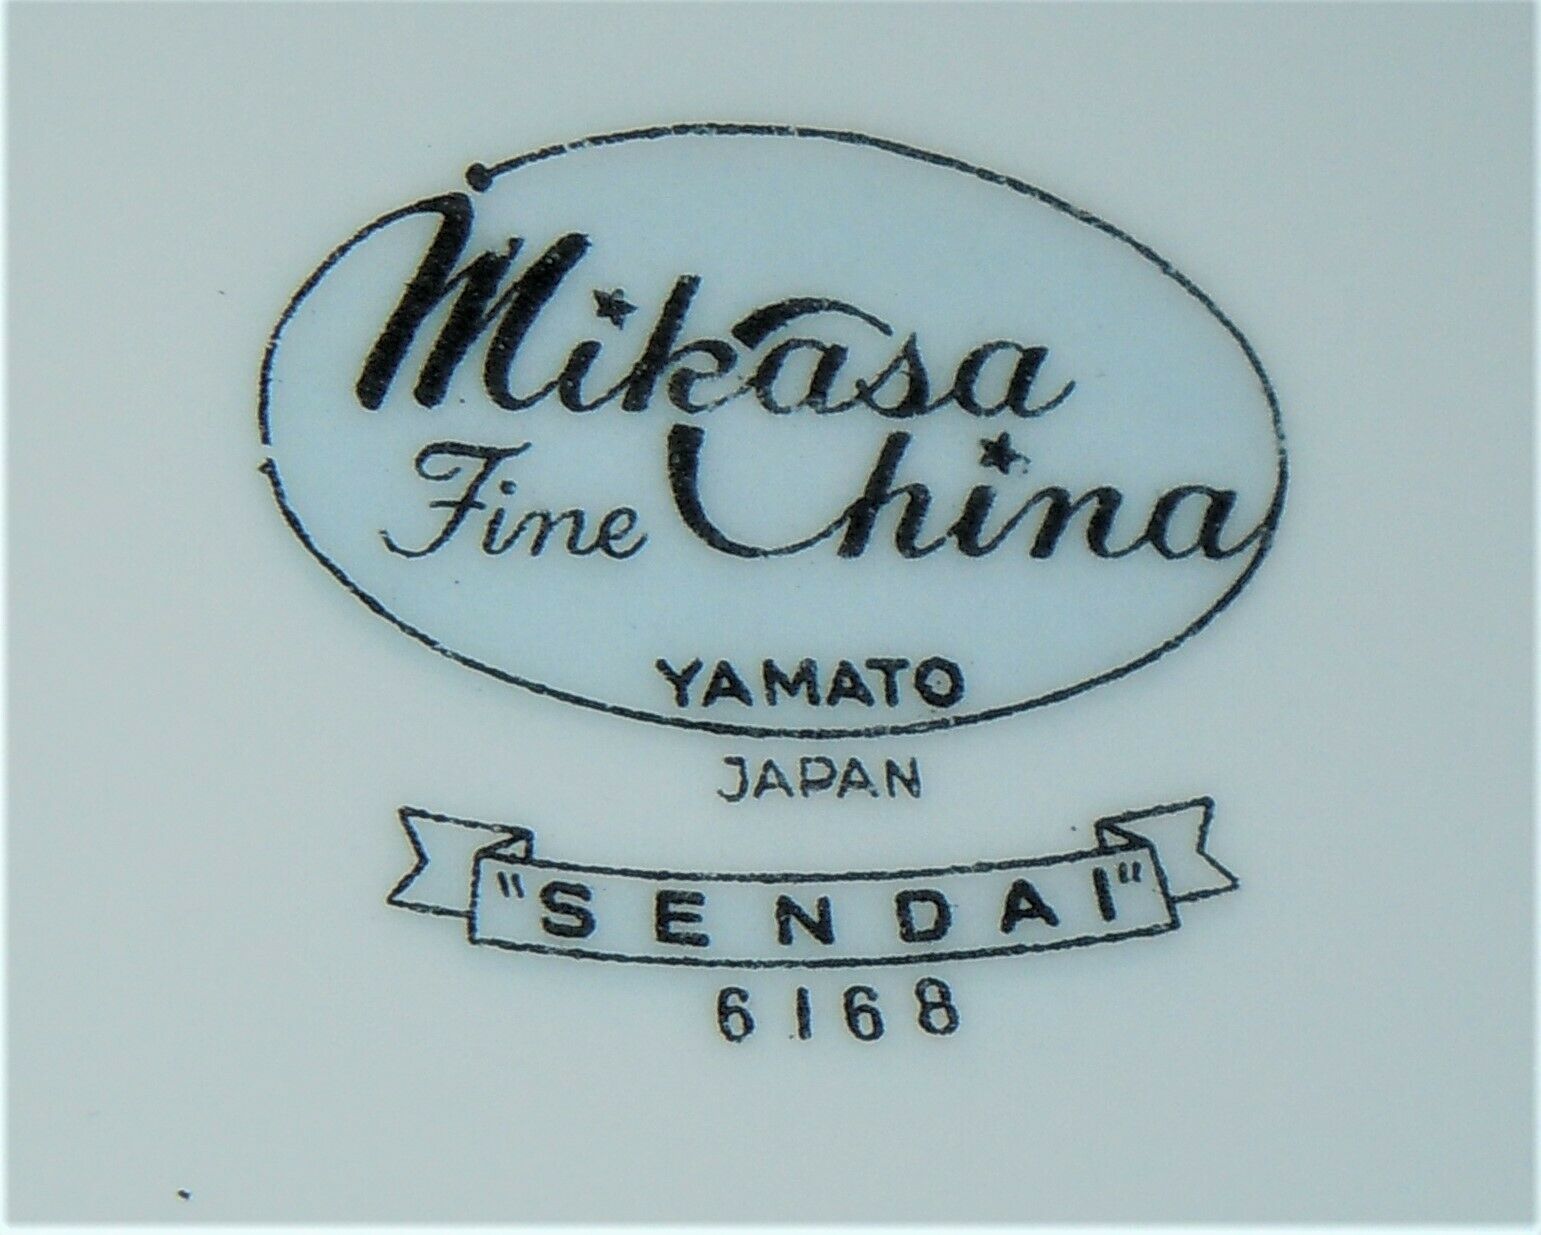 Mikasa
Fine China
YAMATO
JAPAN
"SENDAI"
6168